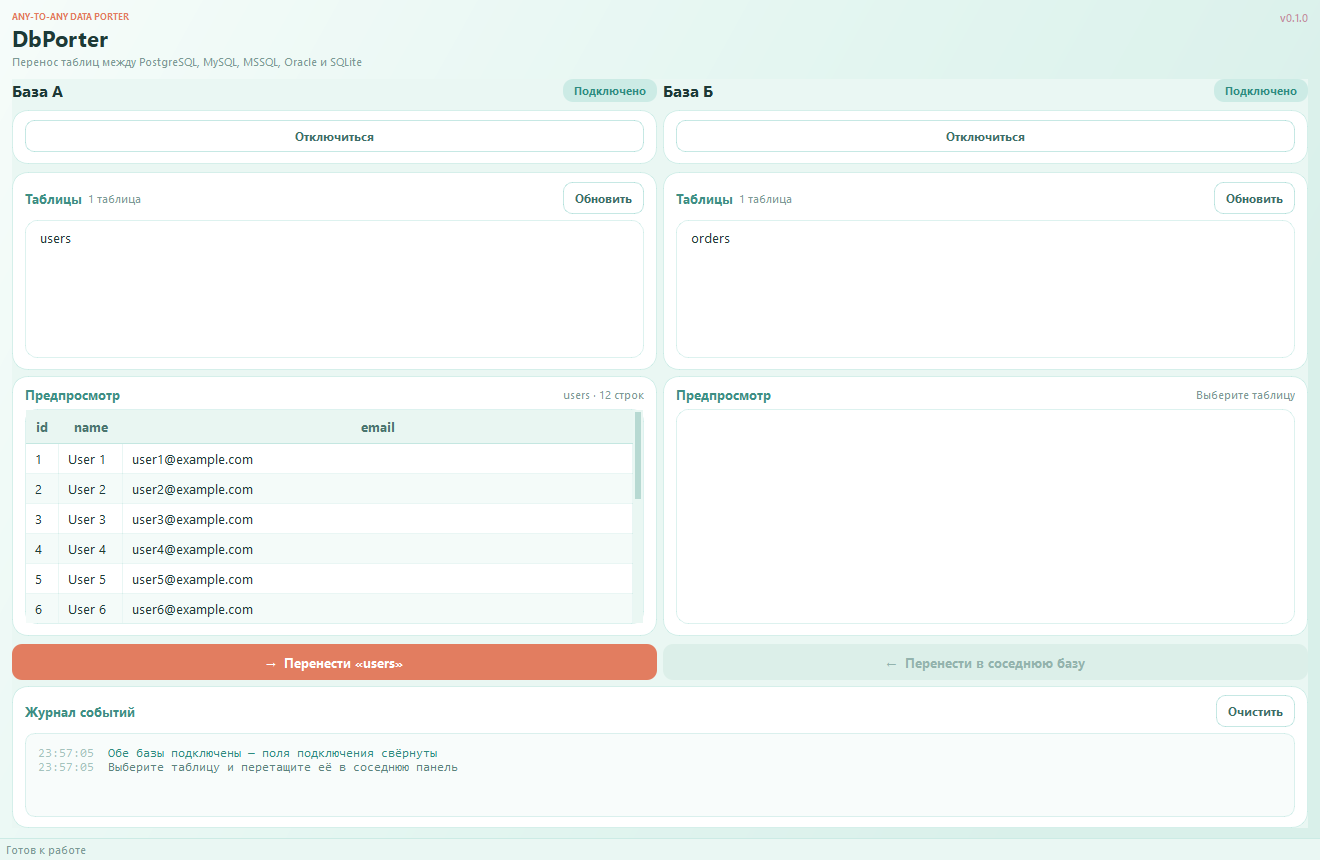 ANY-TO-ANY DATA PORTER
v0.1.0
DbPorter
Перенос таблиц между PostgreSQL, MySQL, MSSQL, Oracle и SQLite
База А
Подключено
База Б
Подключено
Отключиться
Отключиться
Таблицы 1 таблица
Обновить
Таблицы 1 таблица
Обновить
users
orders
Предпросмотр
users · 12 строк
Предпросмотр
Выберите таблицу
id name email
1 User 1 user1@example.com
2 User 2 user2@example.com
3 User 3 user3@example.com
4 User 4 user4@example.com
5 User 5 user5@example.com
6 User 6 user6@example.com
→ Перенести «users»
← Перенести в соседнюю базу
Журнал событий
Очистить
23:57:05 Обе базы подключены — поля подключения свёрнуты
23:57:05 Выберите таблицу и перетащите её в соседнюю панель
Готов к работе